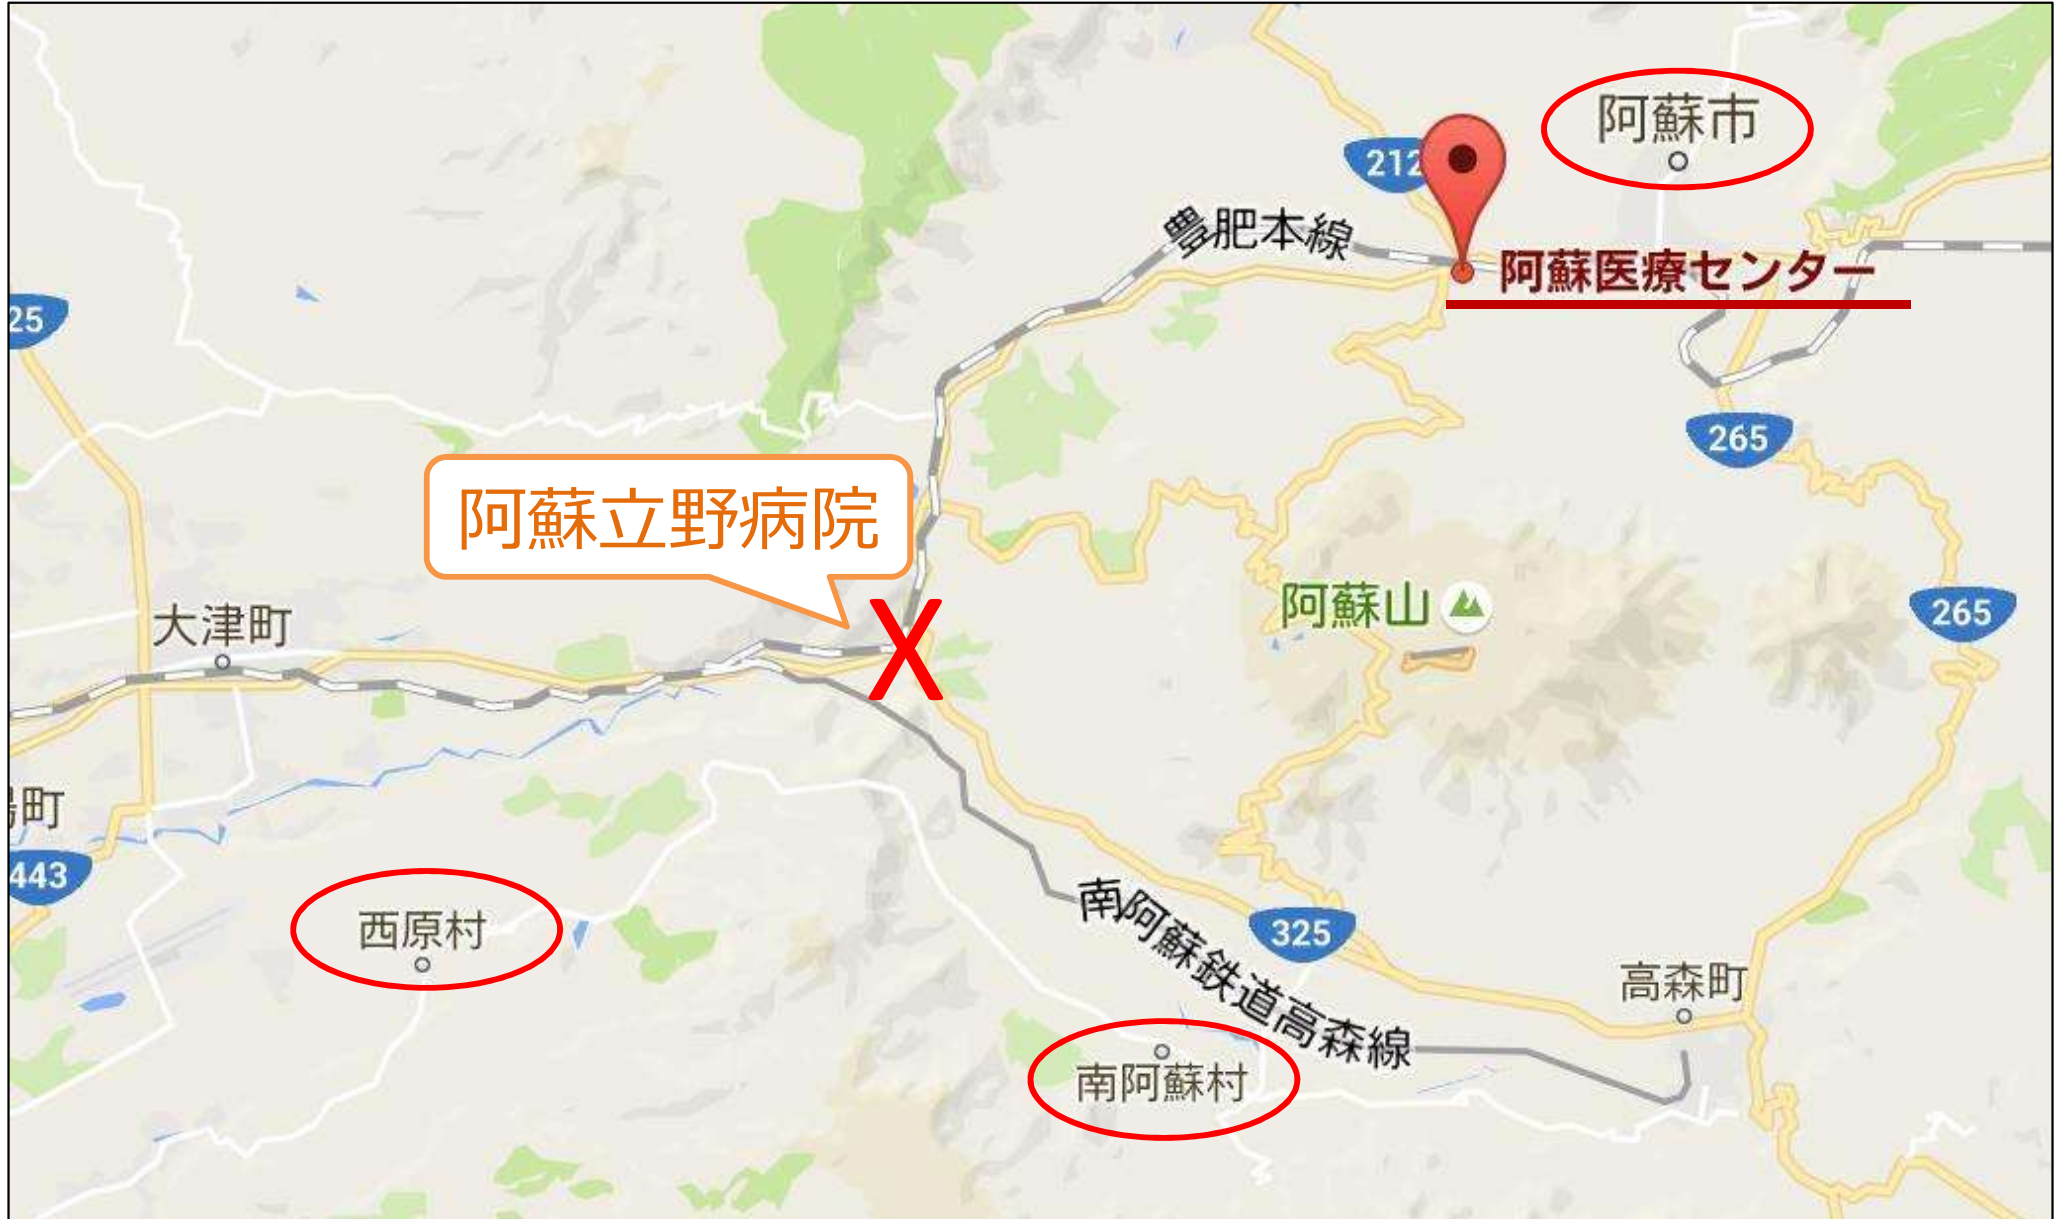 阿蘇市
212
豊肥本線
阿蘇医療センター
25
265
阿蘇立野病院
X
阿蘇山
265
大津町
町
443
西原村
325
南阿蘇鉄道高森線
高森町
南阿蘇村